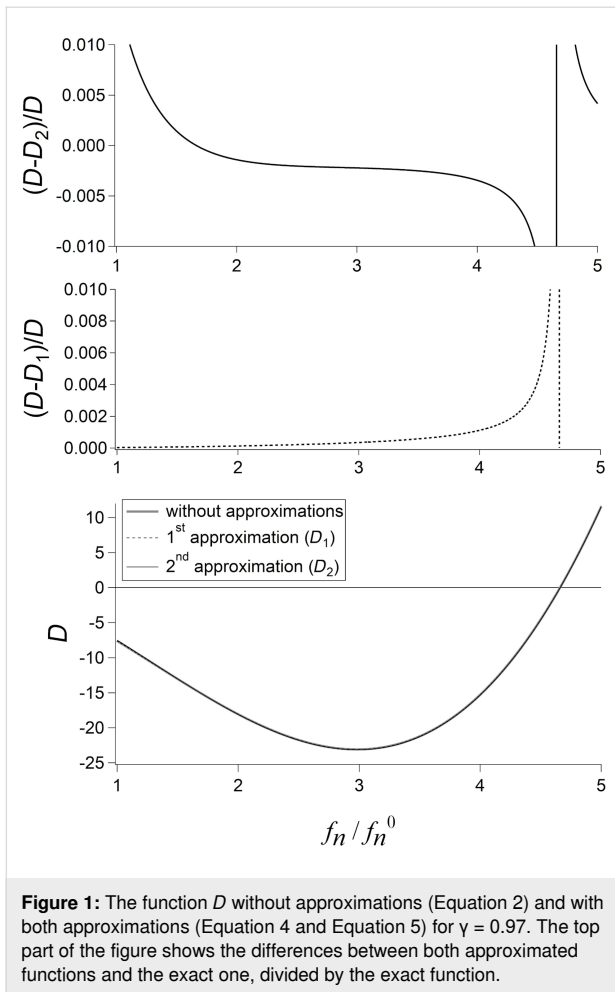 0.010
0.005
0.000
-0.005
-0.010
(D-D2)/D
1 2 3 4 5
0.010
0.008
0.006
0.004
0.002
0.000
(D-D1)/D
1 2 3 4 5
10
5
0
-5
-10
-15
-20
-25
D
without approximations
1st approximation (D1)
2nd approximation (D2)
1 2 3 4 5
fn / fn0
Figure 1: The function D without approximations (Equation 2) and with
both approximations (Equation 4 and Equation 5) for γ = 0.97. The top
part of the figure shows the differences between both approximated
functions and the exact one, divided by the exact function.